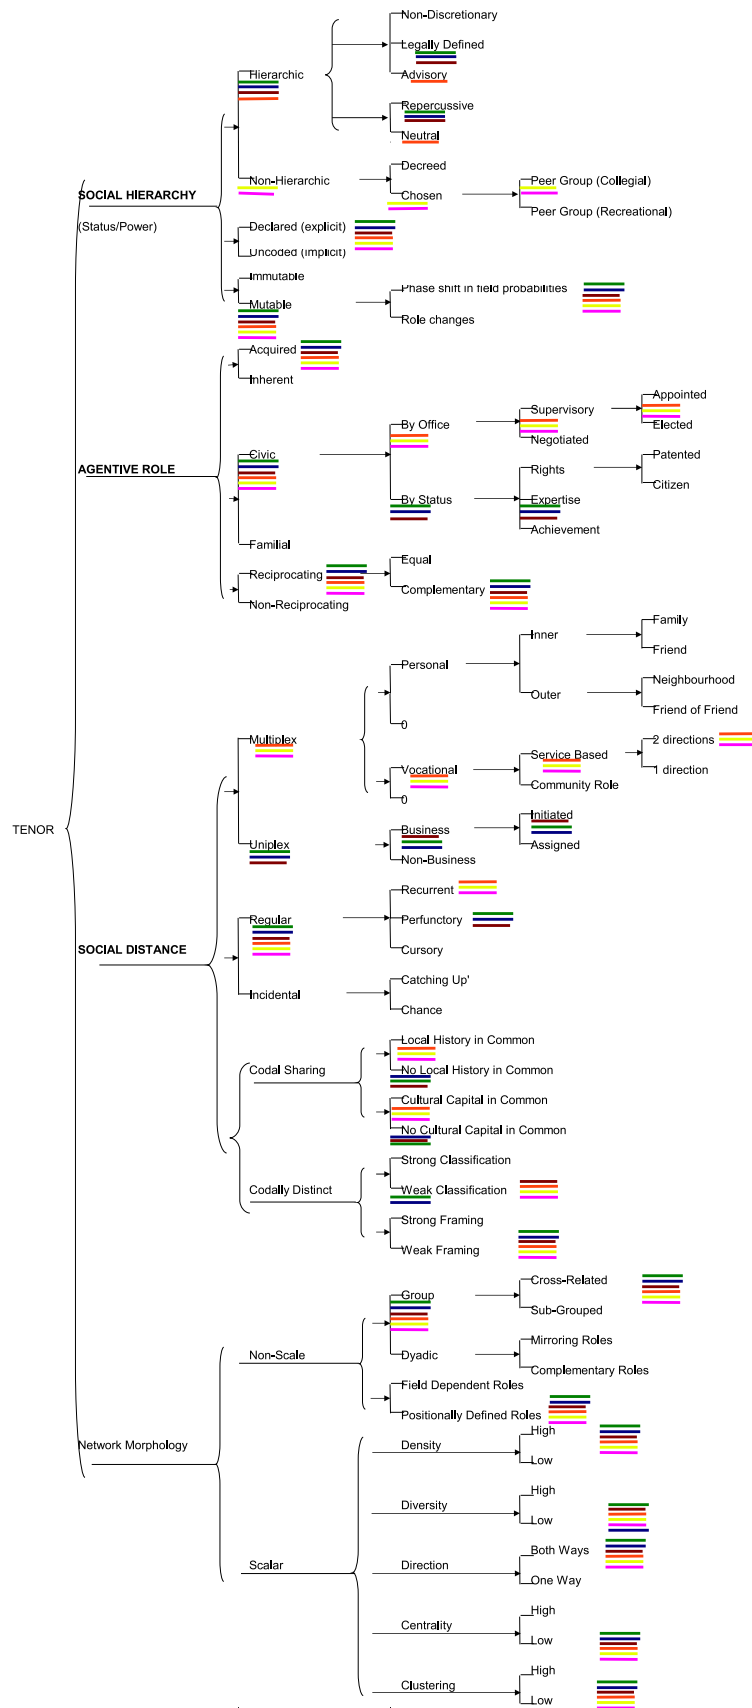 Non-Discretionary
Legally Defined
Hierarchic
Advisory
Repercussive
Neutral
Decreed
Non-Hierarchic
Peer Group (Collegial)
SOCIAL HIERARCHY
Chosen
Peer Group (Recreational)
(Status/Power)
Declared (explicit)
Uncoded (implicit)
Immutable
Phase shift in field probabilities
Mutable
Role changes
Acquired
Inherent
Appointed
Supervisory
By Office
Elected
Negotiated
Civic
Patented
AGENTIVE ROLE
Rights
Citizen
By Status
Expertise
Achievement
Familial
Equal
Reciprocating
Complementary
Non-Reciprocating
Family
Inner
Friend
Personal
Neighbourhood
Outer
Friend of Friend
0
Multiplex
2 directions
Service Based
Vocational
1 direction
Community Role
0
Initiated
TENOR
Business
Uniplex
Assigned
Non-Business
Recurrent
Regular
Perfunctory
SOCIAL DISTANCE
Cursory
Catching Up'
Incidental
Chance
Local History in Common
Codal Sharing
No Local History in Common
Cultural Capital in Common
No Cultural Capital in Common
Strong Classification
Codally Distinct
Weak Classification
Strong Framing
Weak Framing
Cross-Related
Group
Sub-Grouped
Mirroring Roles
Non-Scale
Dyadic
Complementary Roles
Field Dependent Roles
Positionally Defined Roles
High
Network Morphology
Density
Low
High
Diversity
Low
Both Ways
Scalar
Direction
One Way
High
Centrality
Low
High
Clustering
Low